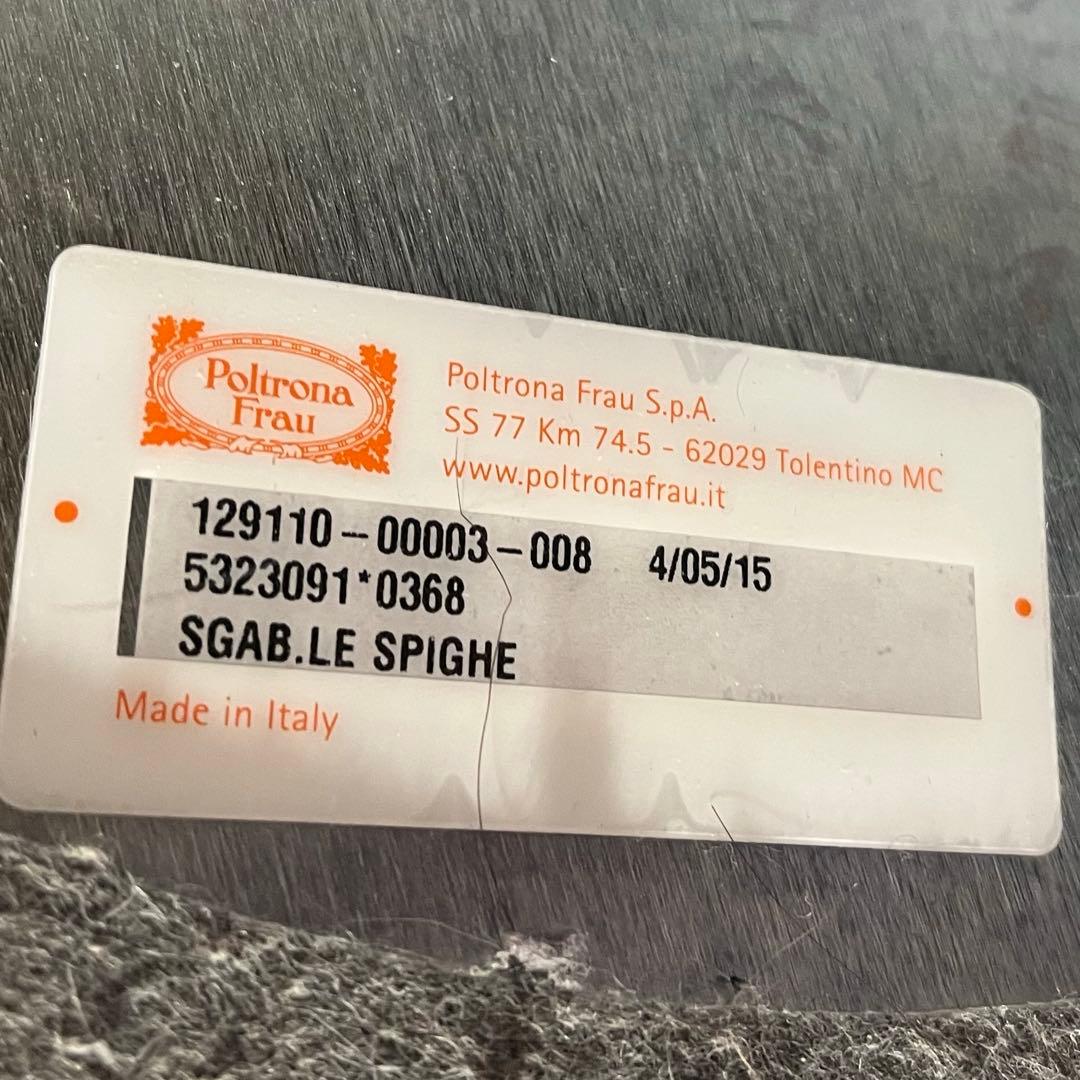 Poltrona
Frau
Poltrona Frau S.p.A.
SS 77 Km 74.5 - 62029 Tolentino MC
www.poltronafrau.it
129110-00003-008 4/05/15
5323091*0368
SGAB.LE SPIGHE
Made in Italy